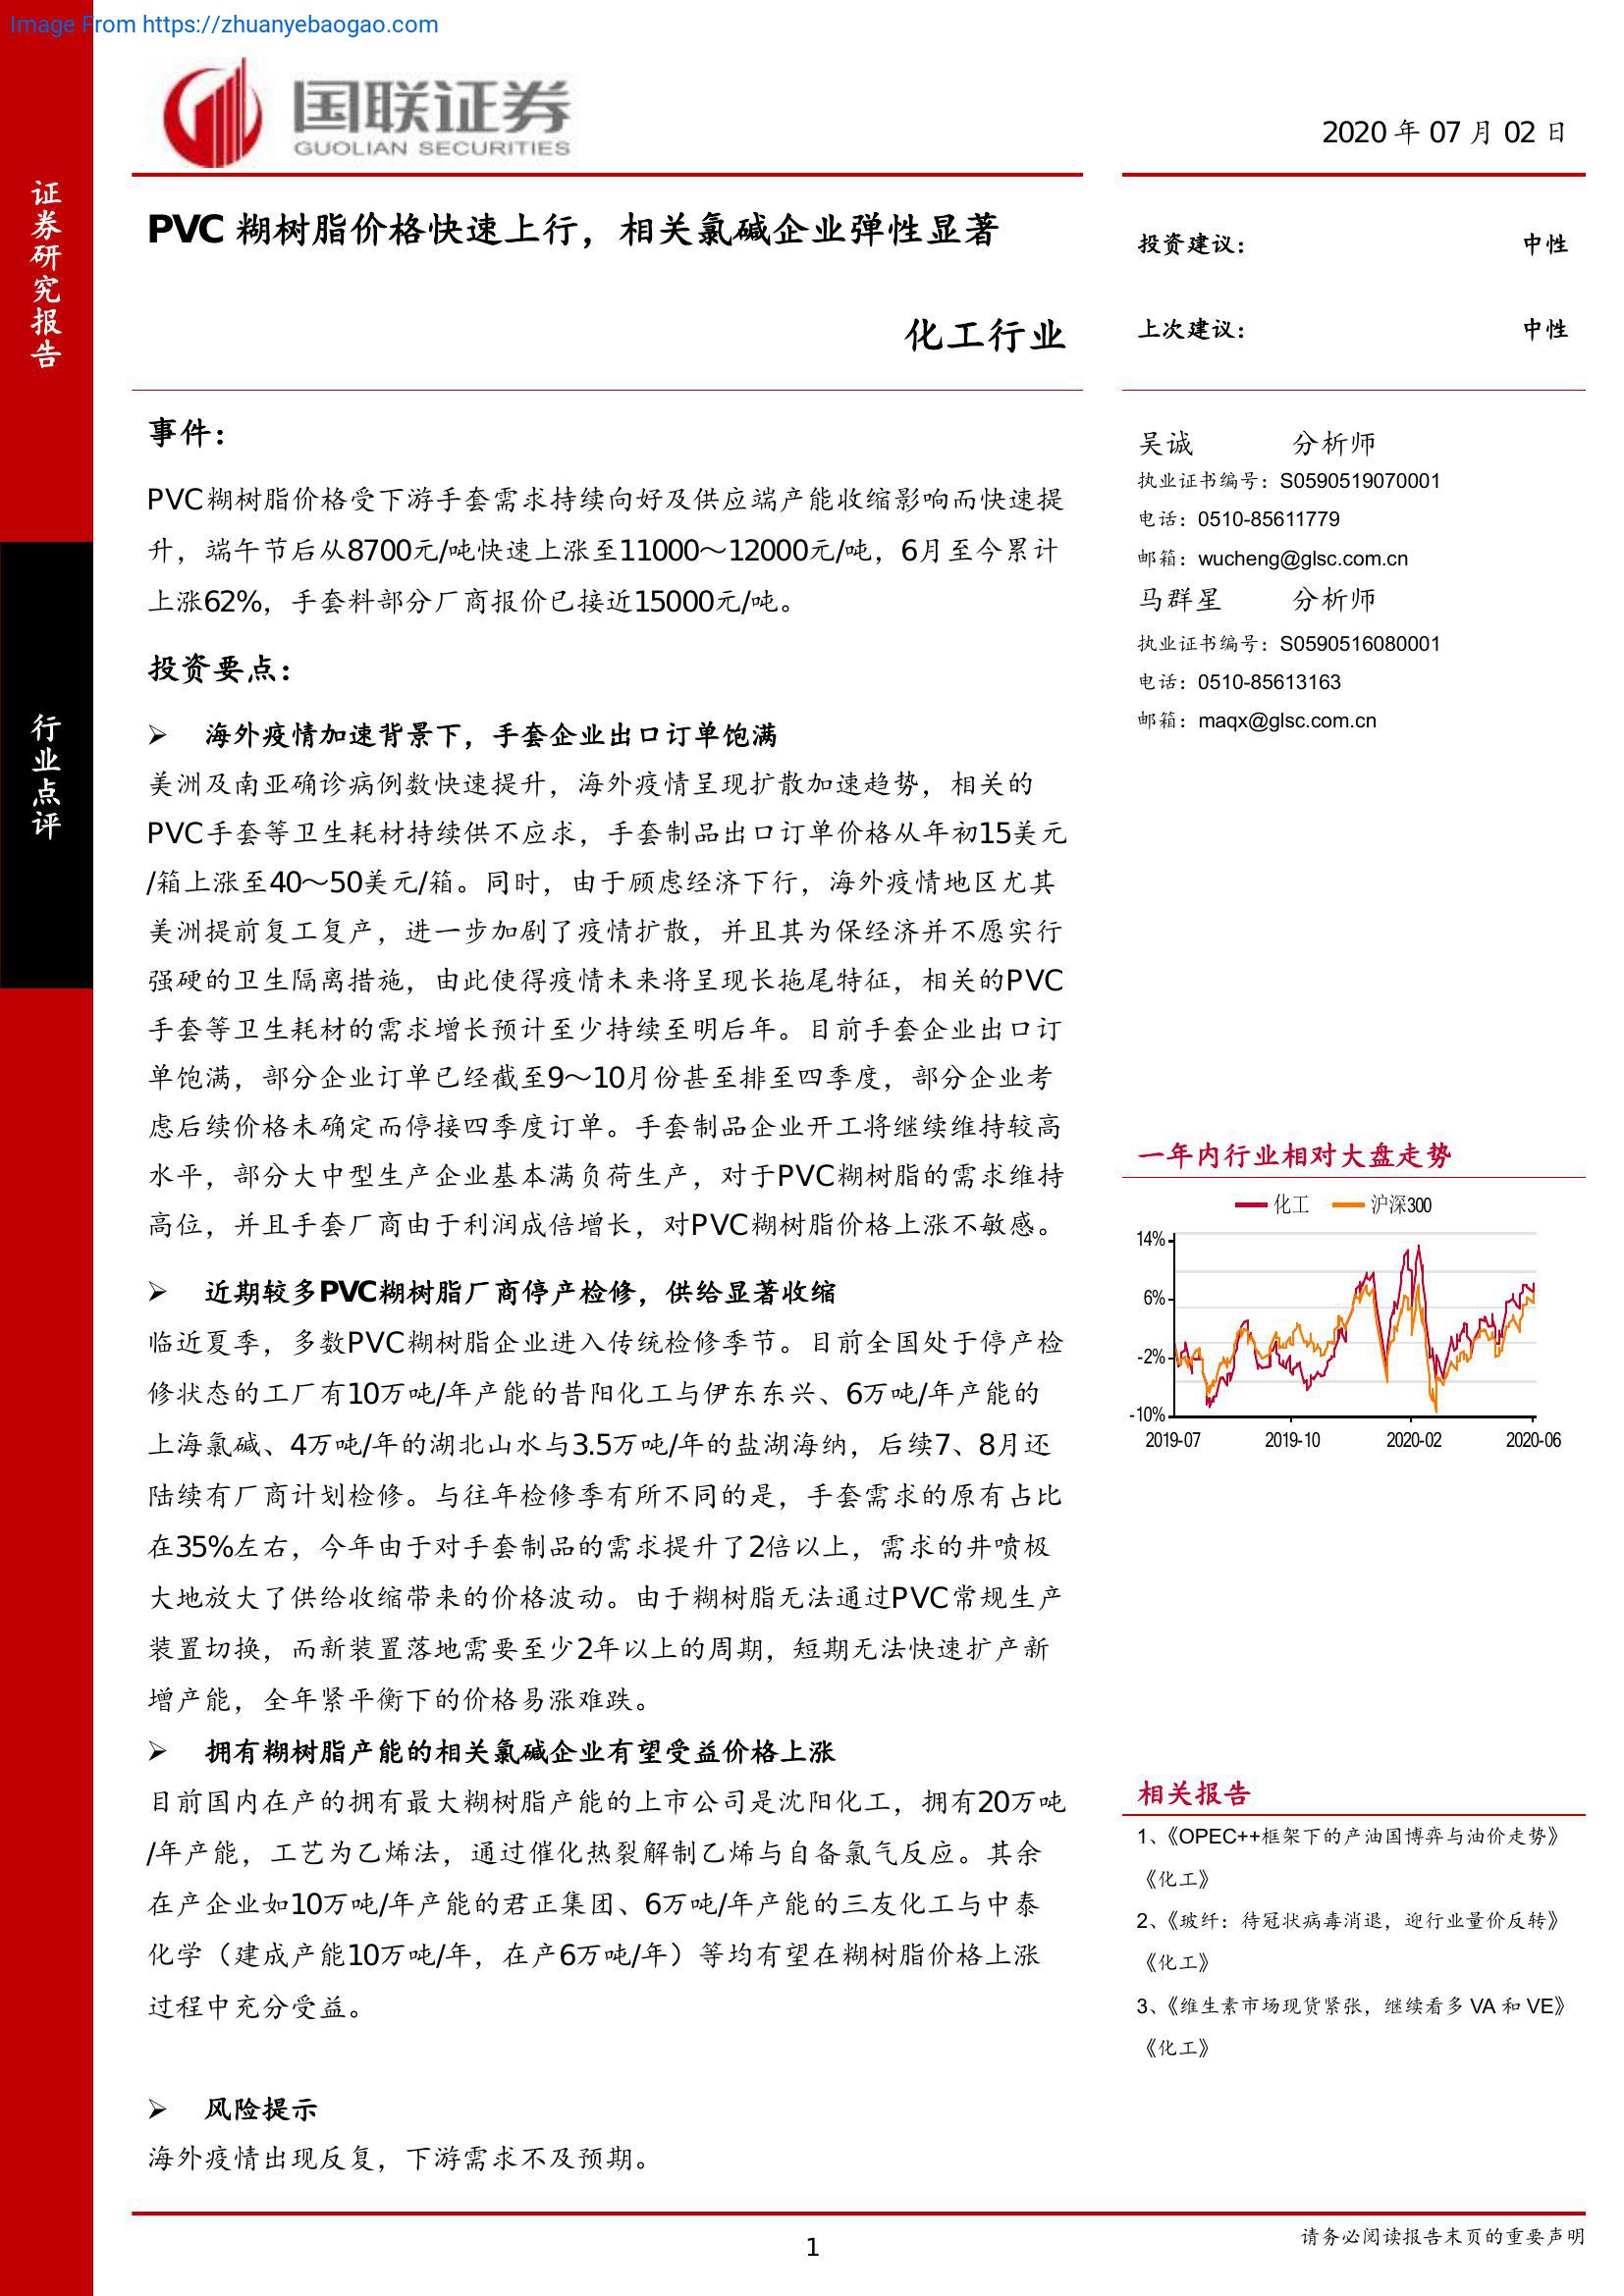 Image From https://zhuanyebaogao.com
国联证券
GUOLIAN SECURITIES
2020 年 07 月 02 日
证券研究报告
行业点评
PVC 糊树脂价格快速上行，相关氯碱企业弹性显著
化工行业
投资建议： 中性
上次建议： 中性
事件：
PVC糊树脂价格受下游手套需求持续向好及供应端产能收缩影响而快速提
升，端午节后从8700元/吨快速上涨至11000～12000元/吨，6月至今累计
上涨62%，手套料部分厂商报价已接近15000元/吨。
投资要点：
➢ 海外疫情加速背景下，手套企业出口订单饱满
美洲及南亚确诊病例数快速提升，海外疫情呈现扩散加速趋势，相关的
PVC手套等卫生耗材持续供不应求，手套制品出口订单价格从年初15美元
/箱上涨至40～50美元/箱。同时，由于顾虑经济下行，海外疫情地区尤其
美洲提前复工复产，进一步加剧了疫情扩散，并且其为保经济并不愿实行
强硬的卫生隔离措施，由此使得疫情未来将呈现长拖尾特征，相关的PVC
手套等卫生耗材的需求增长预计至少持续至明后年。目前手套企业出口订
单饱满，部分企业订单已经截至9～10月份甚至排至四季度，部分企业考
虑后续价格未确定而停接四季度订单。手套制品企业开工将继续维持较高
水平，部分大中型生产企业基本满负荷生产，对于PVC糊树脂的需求维持
高位，并且手套厂商由于利润成倍增长，对PVC糊树脂价格上涨不敏感。
➢ 近期较多PVC糊树脂厂商停产检修，供给显著收缩
临近夏季，多数PVC糊树脂企业进入传统检修季节。目前全国处于停产检
修状态的工厂有10万吨/年产能的昔阳化工与伊东东兴、6万吨/年产能的
上海氯碱、4万吨/年的湖北山水与3.5万吨/年的盐湖海纳，后续7、8月还
陆续有厂商计划检修。与往年检修季有所不同的是，手套需求的原有占比
在35%左右，今年由于对手套制品的需求提升了2倍以上，需求的井喷极
大地放大了供给收缩带来的价格波动。由于糊树脂无法通过PVC常规生产
装置切换，而新装置落地需要至少2年以上的周期，短期无法快速扩产新
增产能，全年紧平衡下的价格易涨难跌。
➢ 拥有糊树脂产能的相关氯碱企业有望受益价格上涨
目前国内在产的拥有最大糊树脂产能的上市公司是沈阳化工，拥有20万吨
/年产能，工艺为乙烯法，通过催化热裂解制乙烯与自备氯气反应。其余
在产企业如10万吨/年产能的君正集团、6万吨/年产能的三友化工与中泰
化学（建成产能10万吨/年，在产6万吨/年）等均有望在糊树脂价格上涨
过程中充分受益。
➢ 风险提示
海外疫情出现反复，下游需求不及预期。
吴诚 分析师
执业证书编号：S0590519070001
电话：0510-85611779
邮箱：wucheng@glsc.com.cn
马群星 分析师
执业证书编号：S0590516080001
电话：0510-85613163
邮箱：maqx@glsc.com.cn
一年内行业相对大盘走势
化工 沪深300
14%
6%
-2%
-10%
2019-07 2019-10 2020-02 2020-06
相关报告
1、《OPEC++框架下的产油国博弈与油价走势》
《化工》
2、《玻纤：待冠状病毒消退，迎行业量价反转》
《化工》
3、《维生素市场现货紧张，继续看多 VA 和 VE》
《化工》
1
请务必阅读报告末页的重要声明